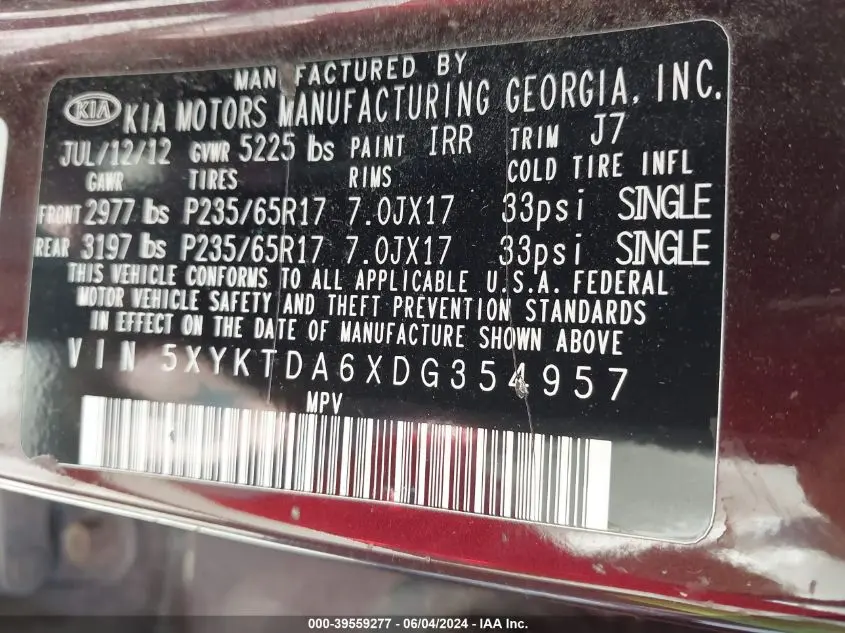 MANUFACTURED BY
KIA KIA MOTORS MANUFACTURING GEORGIA, INC.
JUL/12/12 GVWR 5225 lbs PAINT IRR TRIM J7
GAWR TIRES RIMS COLD TIRE INFL
FRONT 2977 lbs P235/65R17 7.0JX17 33psi SINGLE
REAR 3197 lbs P235/65R17 7.0JX17 33psi SINGLE
THIS VEHICLE CONFORMS TO ALL APPLICABLE U.S.A. FEDERAL
MOTOR VEHICLE SAFETY AND THEFT PREVENTION STANDARDS
IN EFFECT ON THE DATE OF MANUFACTURE SHOWN ABOVE
VIN 5XYKTDA6XDG354957
MPV
000-39559277 - 06/04/2024 - IAAI.com